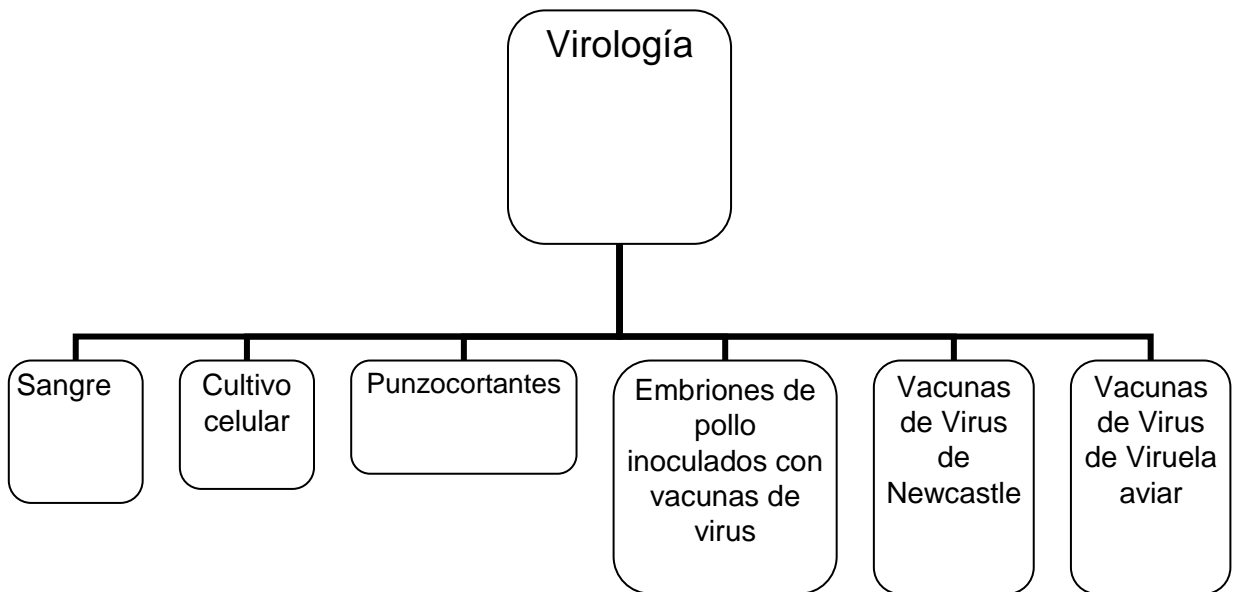 Virología
Sangre
Cultivo
celular
Punzocortantes
Embriones de
pollo
inoculados con
vacunas de
virus
Vacunas
de Virus
de
Newcastle
Vacunas
de Virus
de Viruela
aviar